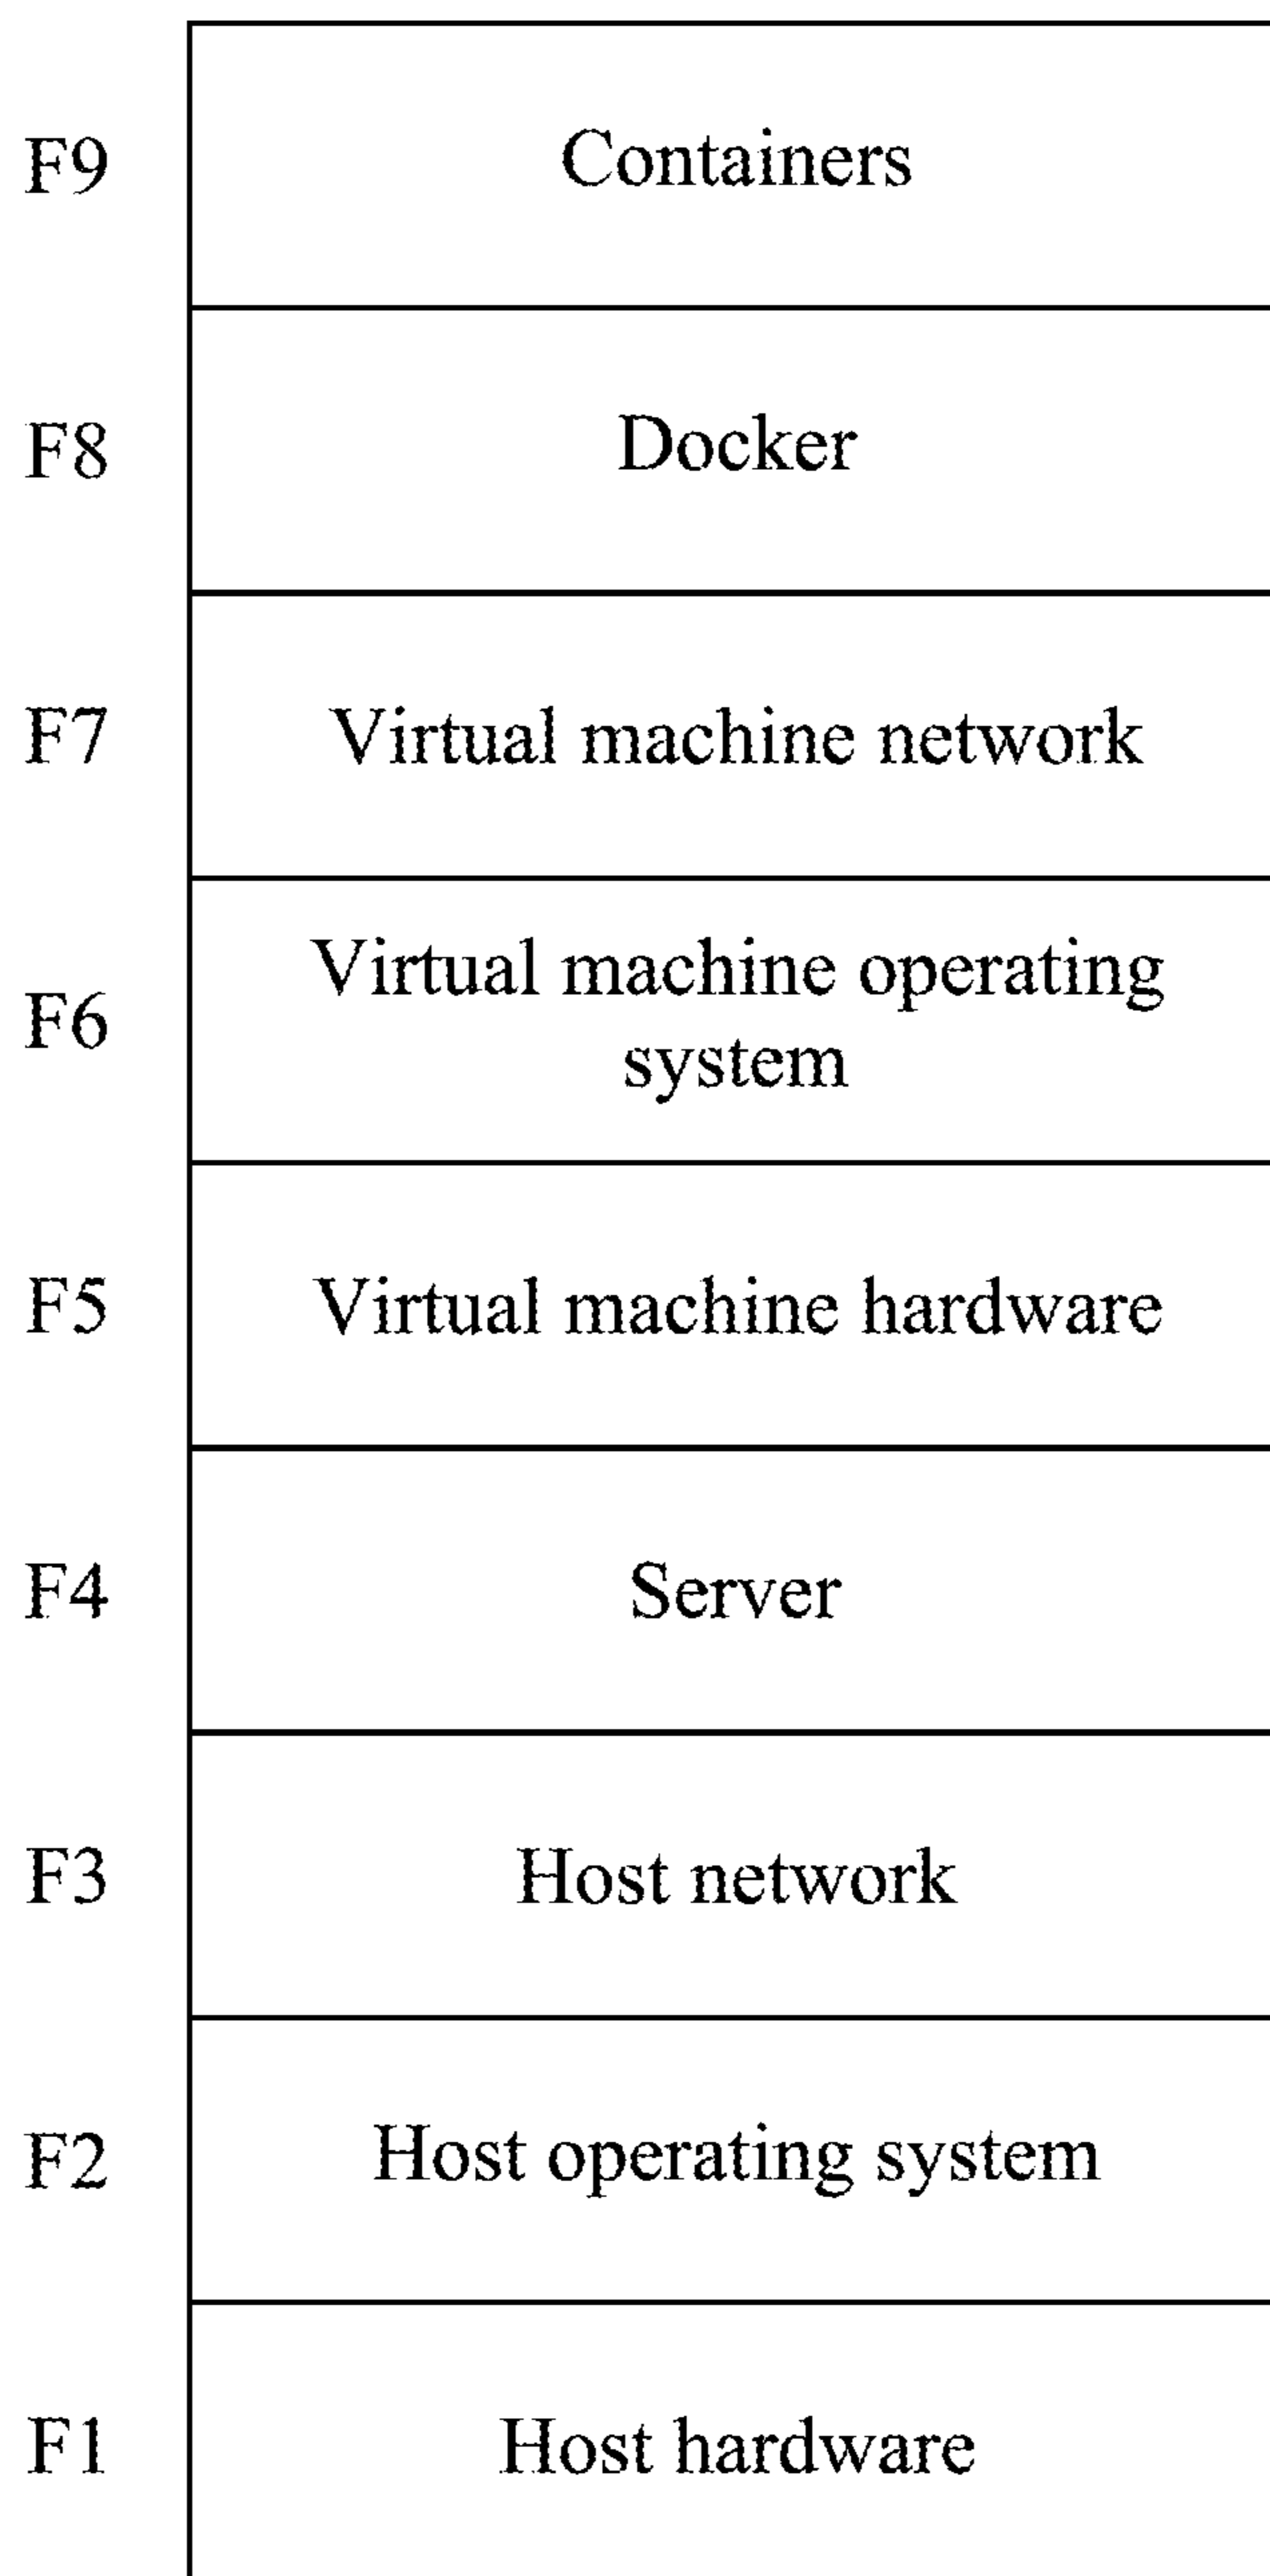 F9 Containers
F8 Docker
F7 Virtual machine network
F6 Virtual machine operating
system
F5 Virtual machine hardware
F4 Server
F3 Host network
F2 Host operating system
F1 Host hardware